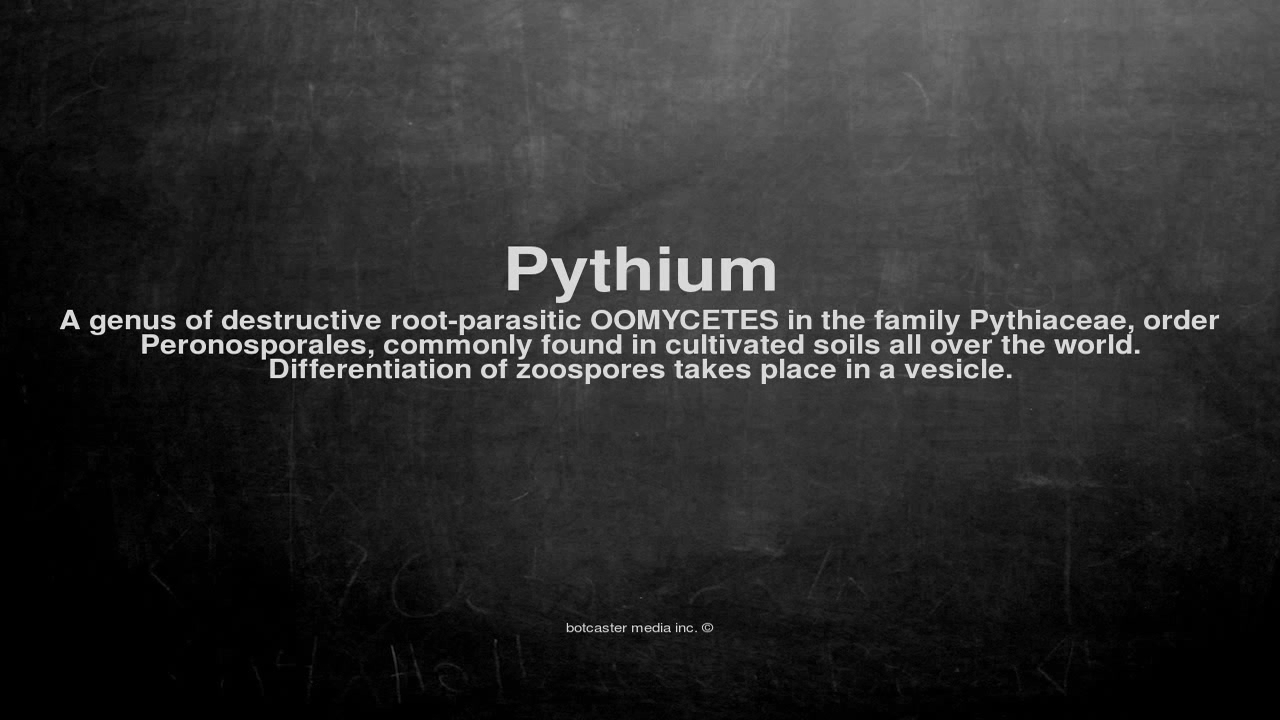 Pythium
A genus of destructive root-parasitic OOMYCETES in the family Pythiaceae, order
Peronosporales, commonly found in cultivated soils all over the world.
Differentiation of zoospores takes place in a vesicle.
botcaster media inc. ©